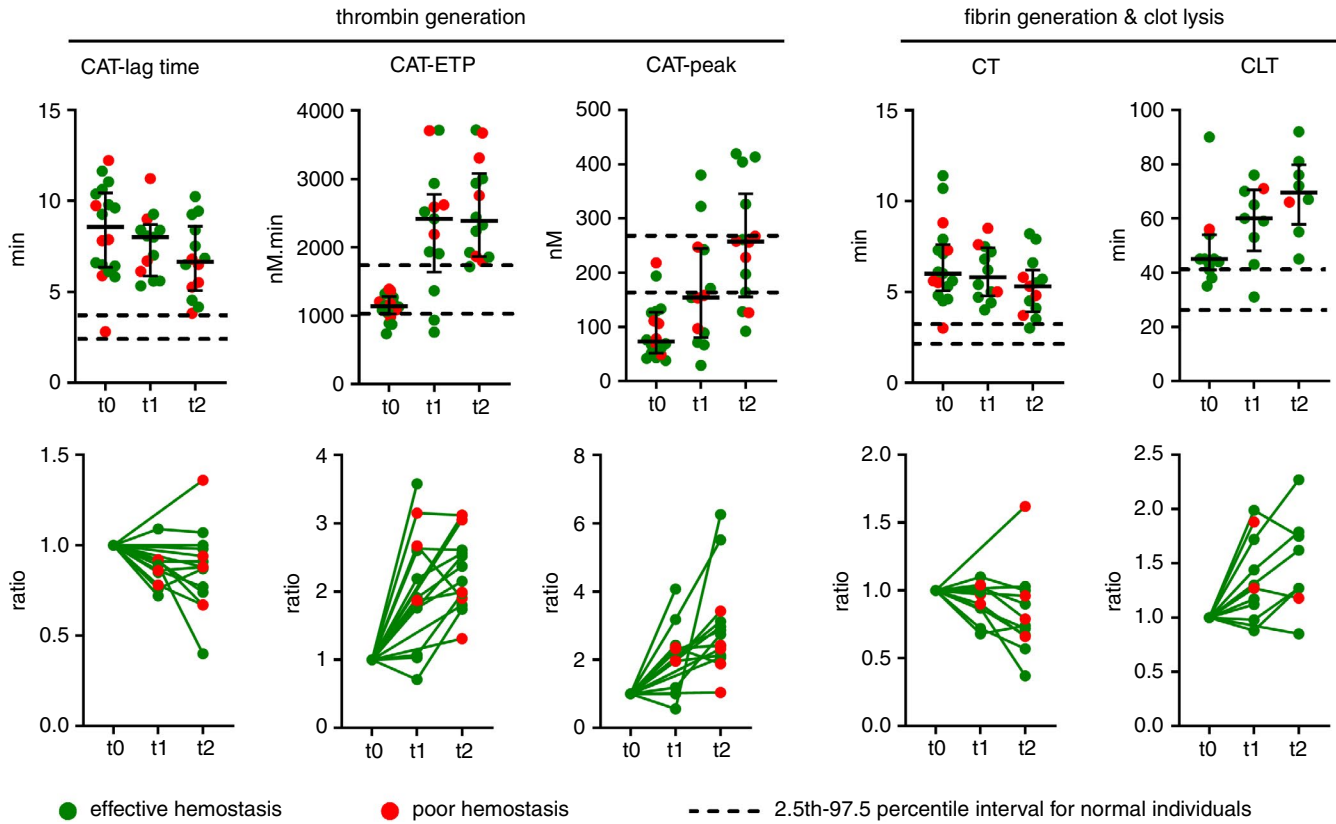 thrombin generation
fibrin generation & clot lysis
CAT-lag time
CAT-ETP
CAT-peak
CT
CLT
min
15
10
5
0
t0 t1 t2
nM.min
4000
3000
2000
1000
0
t0 t1 t2
nM
500
400
300
200
100
0
t0 t1 t2
min
15
10
5
0
t0 t1 t2
min
100
80
60
40
20
0
t0 t1 t2
ratio
1.5
1.0
0.5
0.0
t0 t1 t2
ratio
4
3
2
1
0
t0 t1 t2
ratio
8
6
4
2
0
t0 t1 t2
ratio
2.0
1.5
1.0
0.5
0.0
t0 t1 t2
ratio
2.5
2.0
1.5
1.0
0.5
0.0
t0 t1 t2
effective hemostasis
poor hemostasis
2.5th-97.5 percentile interval for normal individuals